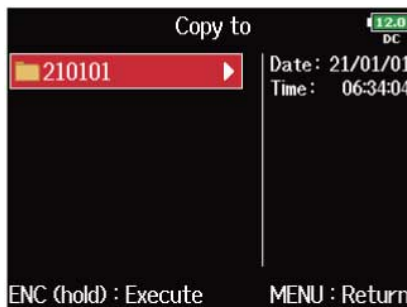 Copy to
12.0
DC
210101
Date: 21/01/01
Time: 06:34:04
ENC (hold) : Execute
MENU : Return